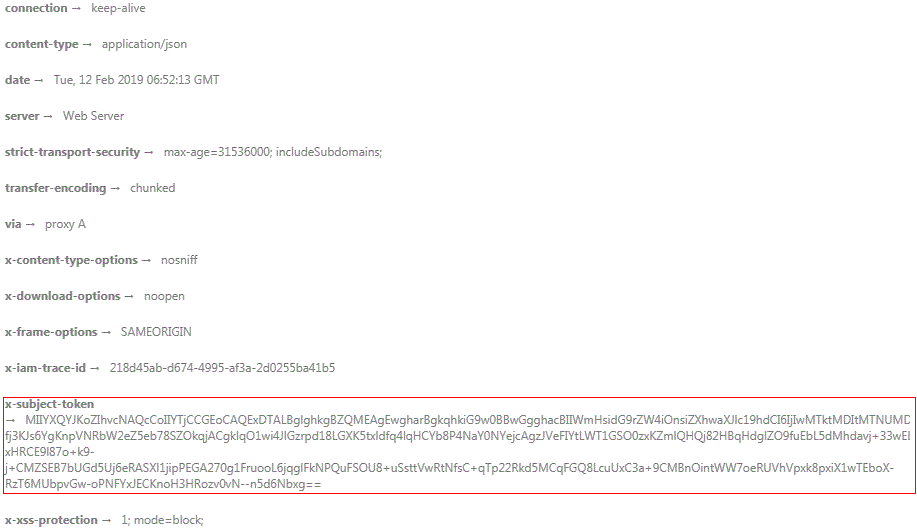 connection → keep-alive
content-type → application/json
date → Tue, 12 Feb 2019 06:52:13 GMT
server → Web Server
strict-transport-security → max-age=31536000; includeSubdomains;
transfer-encoding → chunked
via → proxy A
x-content-type-options → nosniff
x-download-options → noopen
x-frame-options → SAMEORIGIN
x-iam-trace-id → 218d45ab-d674-4995-af3a-2d0255ba41b5
x-subject-token
→ MIIYXQYJKoZIhvcNAQcCoIIYTjCCGEoCAQExDTALBglghkgBZQMEAgEwgharBgkqhkiG9w0BBwGgghacBIIWmHsidG9rZW4iOnsiZXhwaXJlc19hdCI6IjIwMTktMDItMTNUMD
fj3KJs6YgKnpVNRbW2eZ5eb78SZOkqjACgklqO1wi4JIGzrpd18LGXK5txldfq4lqHCYb8P4NaY0NYejcAgzJVeFIYtLWT1GSO0zxKZmlQHQj82HBqHdglZO9fuEbL5dMhdavj+33wEl
xHRCE9I87o+k9-
j+CMZSEB7bUGd5Uj6eRASXl1jipPEGA270g1FruooL6jqglFkNPQuFSOU8+uSsttVwRtNfsC+qTp22Rkd5MCqFGQ8LcuUxC3a+9CMBnOintWW7oeRUVhVpxk8pxiX1wTEboX-
RzT6MUbpvGw-oPNFYxJECKnoH3HRozv0vN--n5d6Nbxg==
x-xss-protection → 1; mode=block;